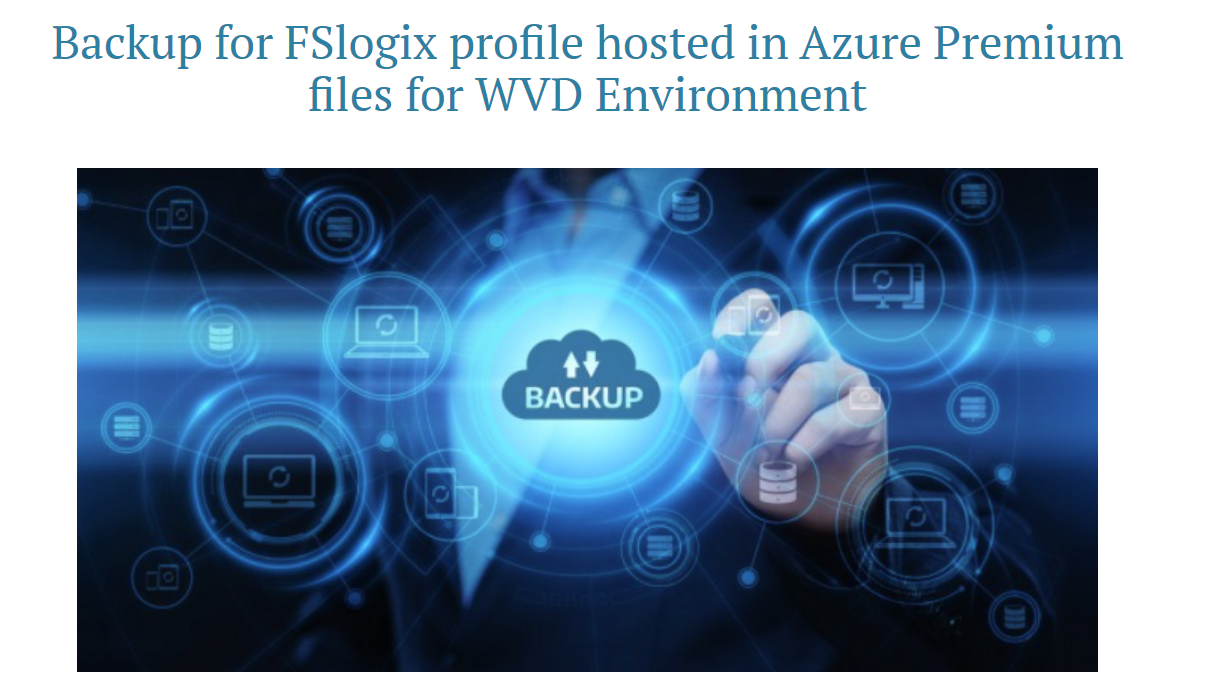 Backup for FSlogix profile hosted in Azure Premium
files for WVD Environment
BACKUP